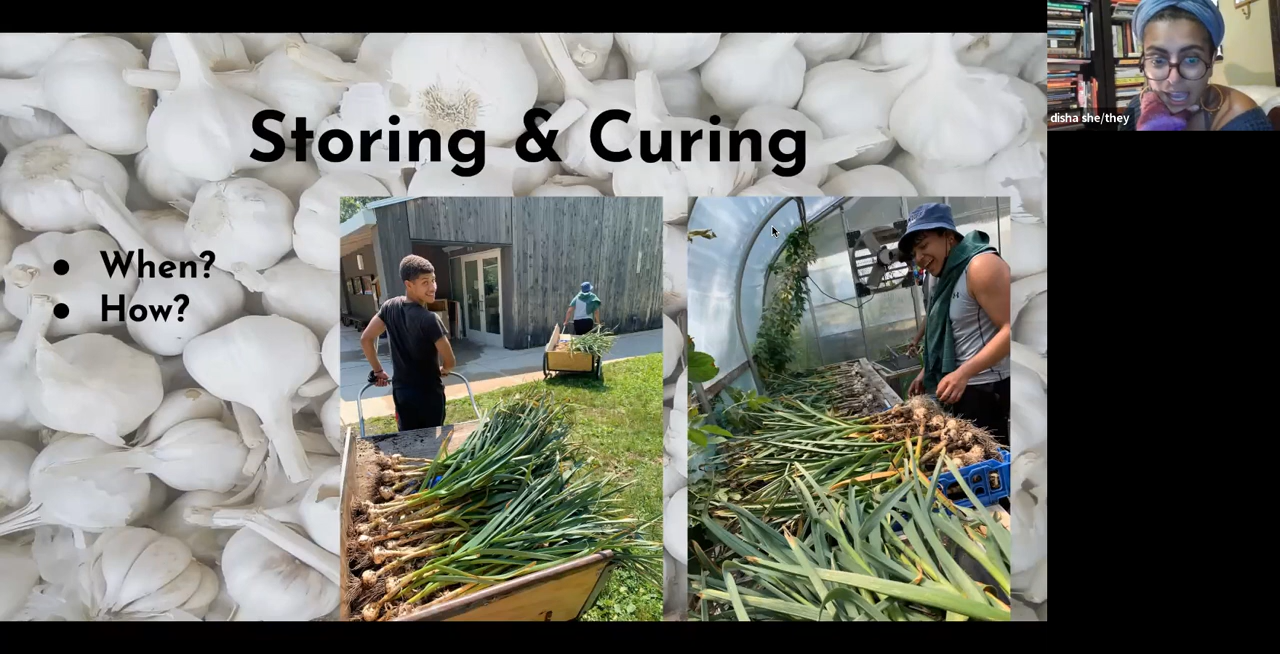 Storing & Curing
● When?
● How?
disha she/they